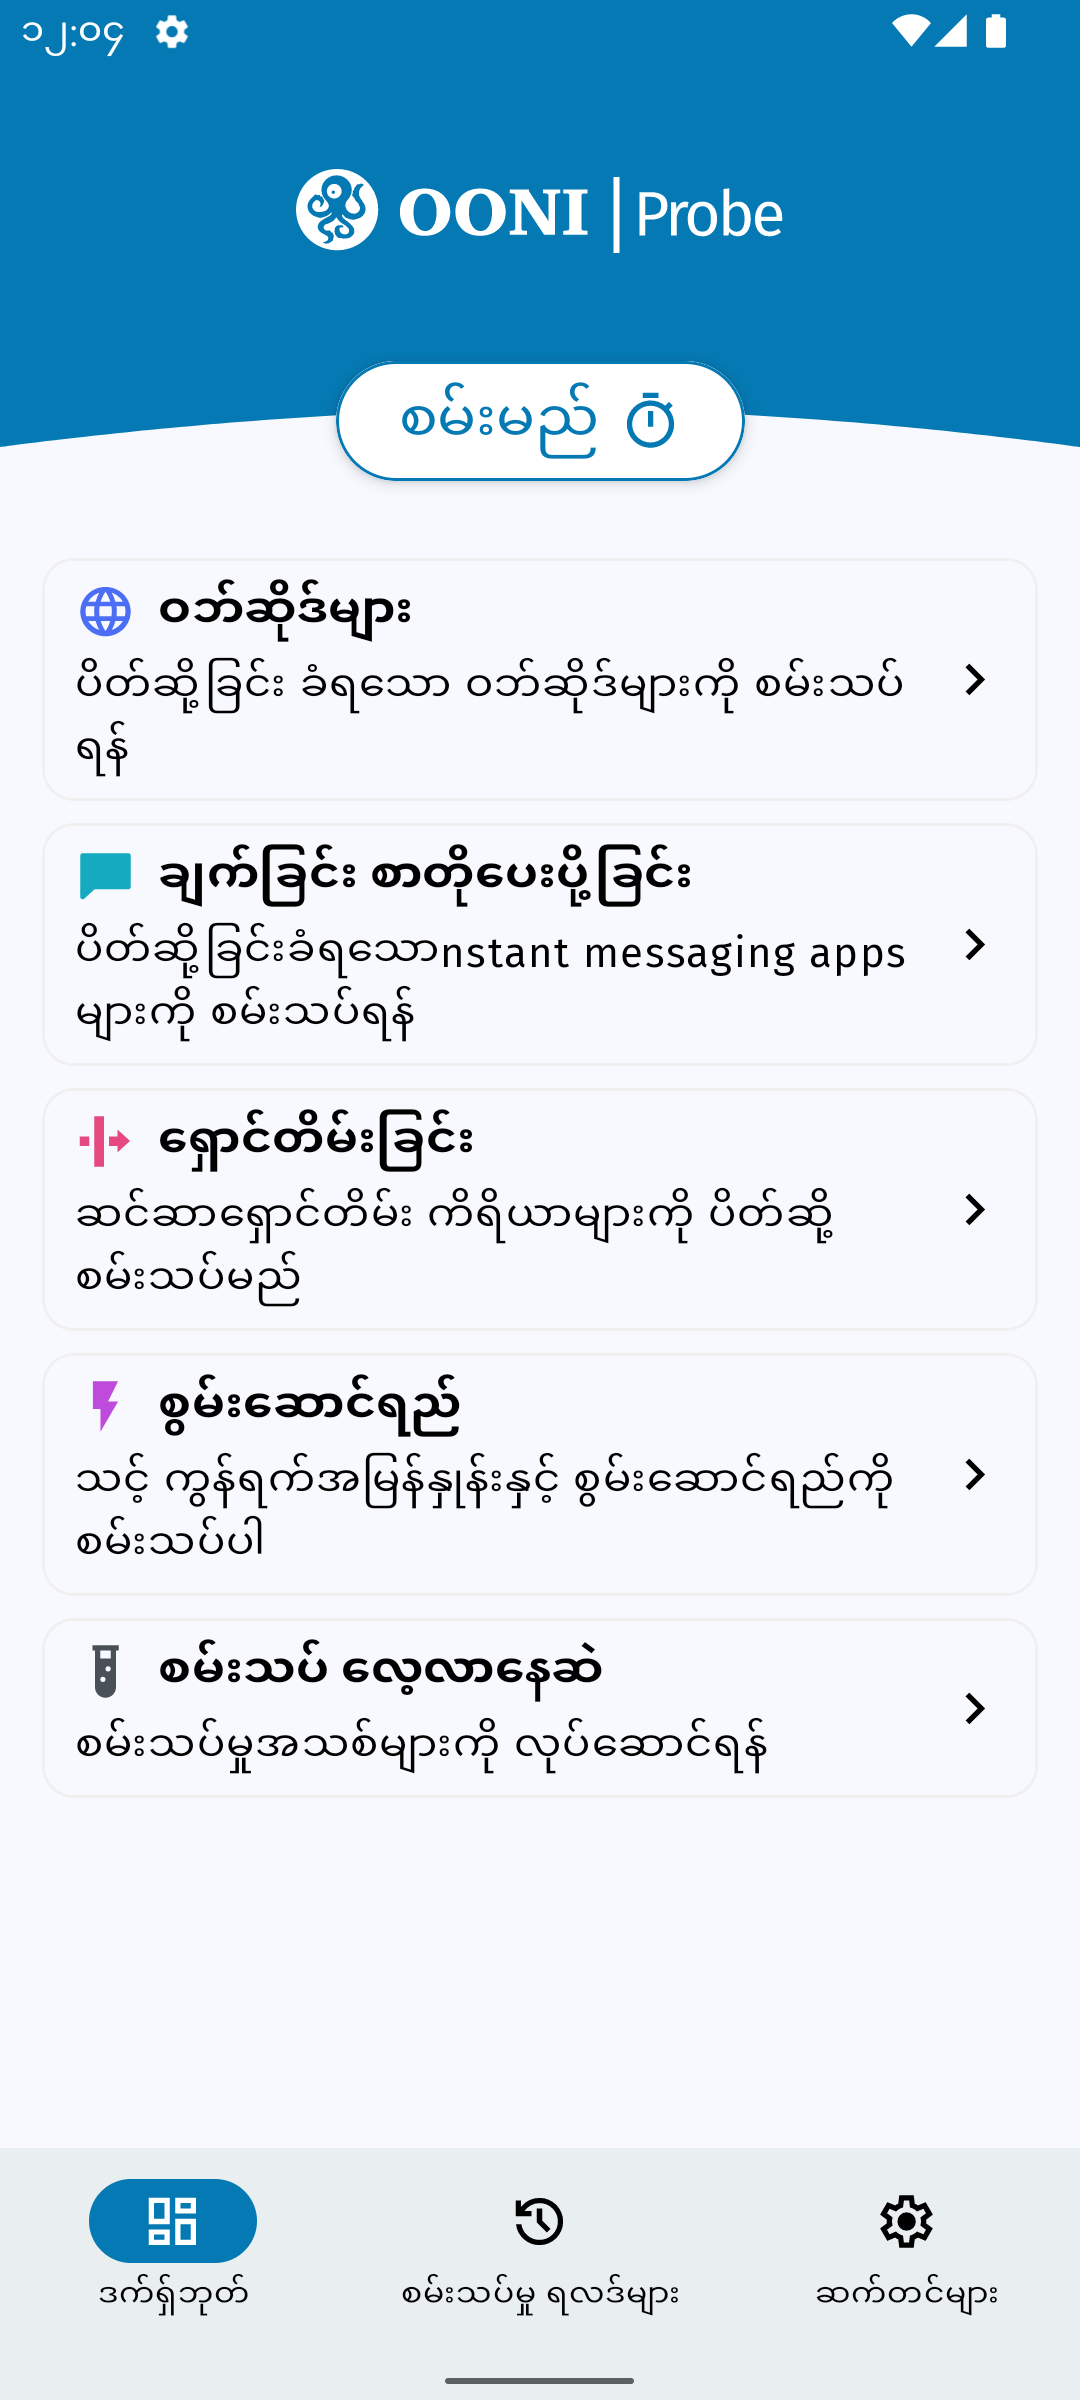 ၁၂:၀၄
OONI | Probe
စမ်းမည်
ဝဘ်ဆိုဒ်များ
ပိတ်ဆို့ခြင်း ခံရသော ဝဘ်ဆိုဒ်များကို စမ်းသပ်
ရန်
ချက်ခြင်း စာတိုပေးပို့ခြင်း
ပိတ်ဆို့ခြင်းခံရသောnstant messaging apps
များကို စမ်းသပ်ရန်
ရှောင်တိမ်းခြင်း
ဆင်ဆာရှောင်တိမ်း ကိရိယာများကို ပိတ်ဆို့
စမ်းသပ်မည်
စွမ်းဆောင်ရည်
သင့် ကွန်ရက်အမြန်နှုန်းနှင့် စွမ်းဆောင်ရည်ကို
စမ်းသပ်ပါ
စမ်းသပ် လေ့လာနေဆဲ
စမ်းသပ်မှုအသစ်များကို လုပ်ဆောင်ရန်
ဒက်ရှ်ဘုတ်
စမ်းသပ်မှု ရလဒ်များ
ဆက်တင်များ